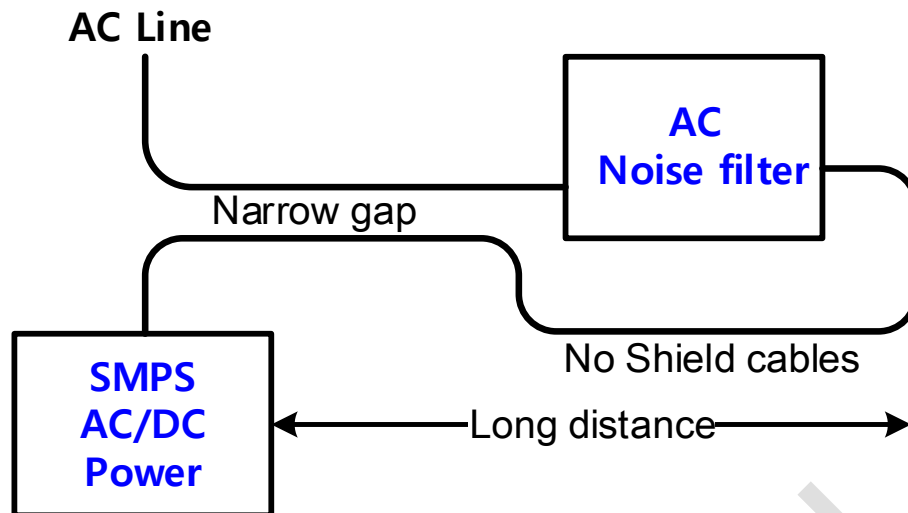 AC Line
AC
Noise filter
Narrow gap
No Shield cables
SMPS
AC/DC
Power
Long distance